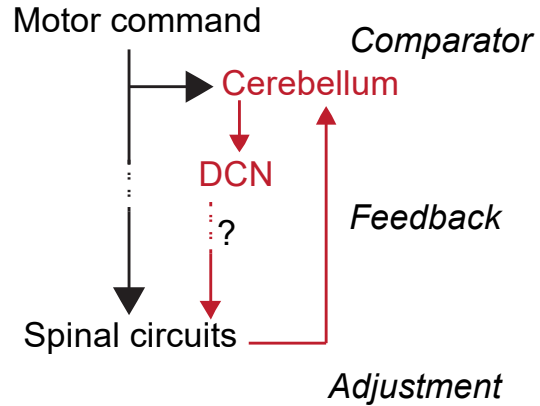 Motor command
Comparator
Cerebellum
DCN
?
Feedback
Spinal circuits
Adjustment